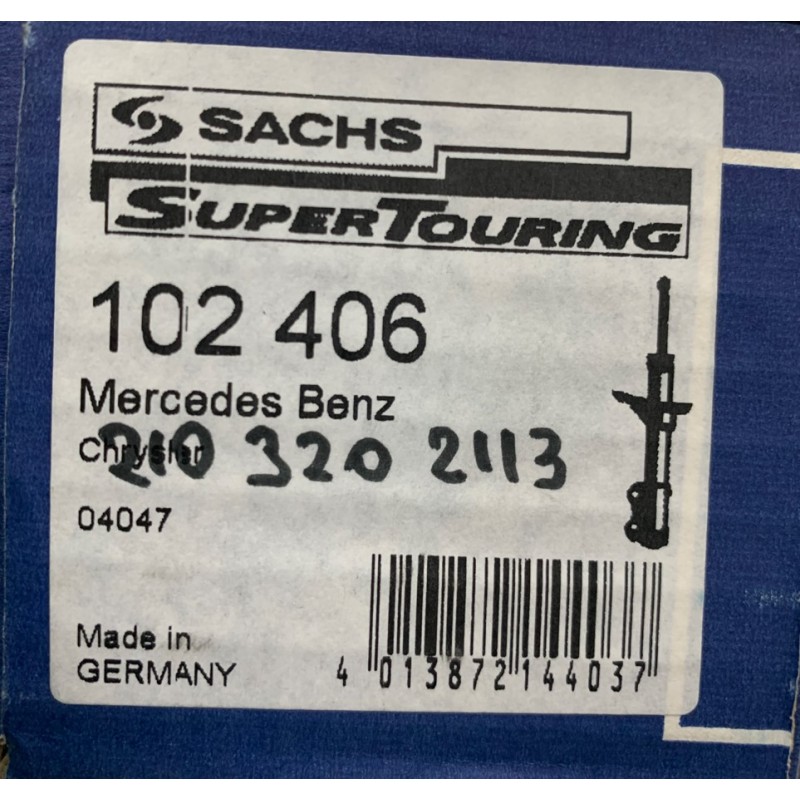 SACHS
SUPERTOURING
102 406
Mercedes Benz
Chrysler
210 320 2113
04047
Made in
GERMANY
4 013872 144037